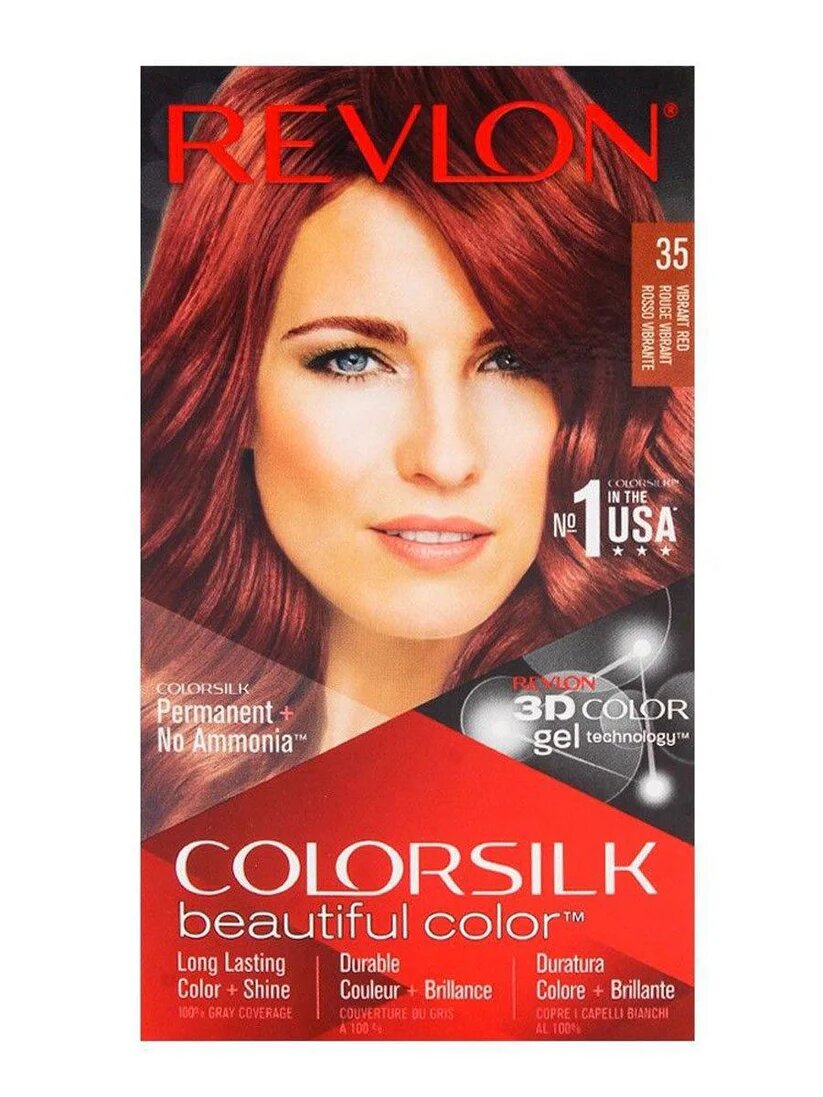 REVLON®
35
VIBRANT RED
ROUGE VIBRANT
ROSSO VIBRANTE
COLORSILK™
Nº1 IN THE
USA*
COLORSILK
Permanent +
No Ammonia™
REVLON
3D COLOR
gel technology™
COLORSILK
beautiful color™
Long Lasting
Color + Shine
100% GRAY COVERAGE
Durable
Couleur + Brillance
COUVERTURE DU GRIS
À 100 %
Duratura
Colore + Brillante
COPRE I CAPELLI BIANCHI
AL 100%